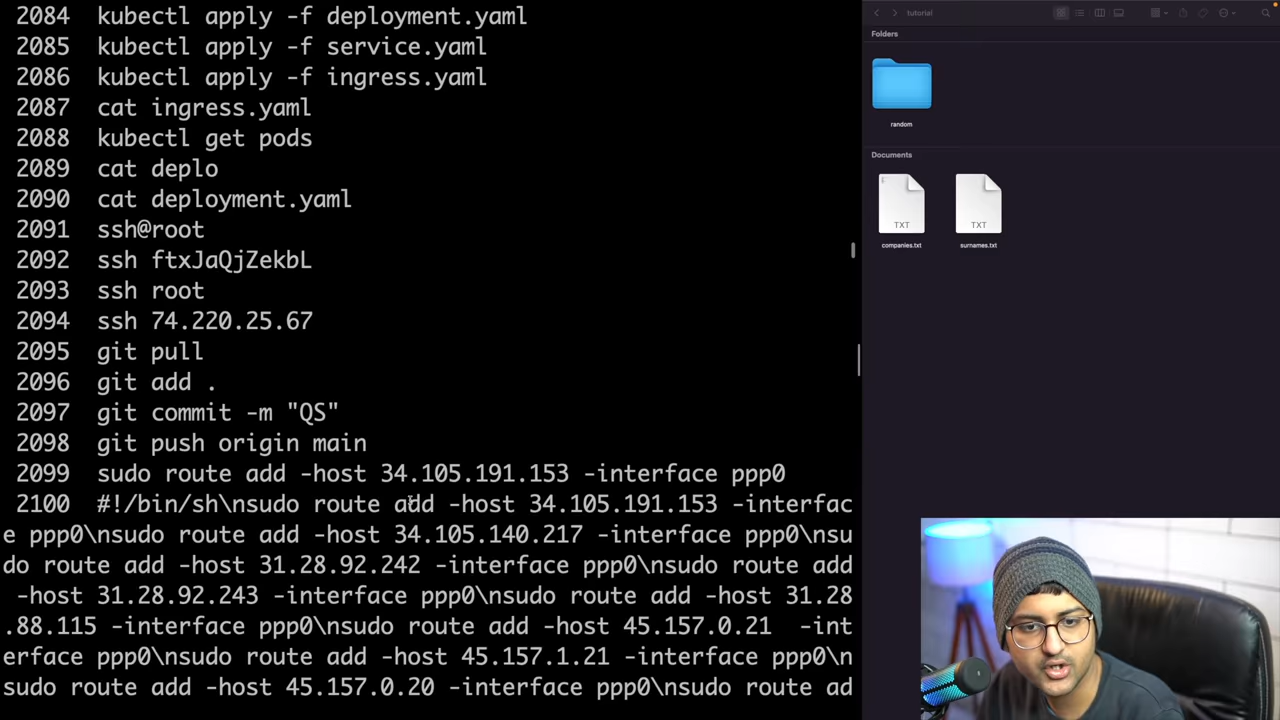 2084 kubectl apply -f deployment.yaml
2085 kubectl apply -f service.yaml
2086 kubectl apply -f ingress.yaml
2087 cat ingress.yaml
2088 kubectl get pods
2089 cat deplo
2090 cat deployment.yaml
2091 ssh@root
2092 ssh ftxJaQjZekbL
2093 ssh root
2094 ssh 74.220.25.67
2095 git pull
2096 git add .
2097 git commit -m "QS"
2098 git push origin main
2099 sudo route add -host 34.105.191.153 -interface ppp0
2100 #!/bin/sh\nsudo route add -host 34.105.191.153 -interfac
e ppp0\nsudo route add -host 34.105.140.217 -interface ppp0\nsu
do route add -host 31.28.92.242 -interface ppp0\nsudo route add
-host 31.28.92.243 -interface ppp0\nsudo route add -host 31.28
.88.115 -interface ppp0\nsudo route add -host 45.157.0.21 -int
erface ppp0\nsudo route add -host 45.157.1.21 -interface ppp0\n
sudo route add -host 45.157.0.20 -interface ppp0\nsudo route ad
tutorial
Folders
random
Documents
TXT TXT
companies.txt surnames.txt